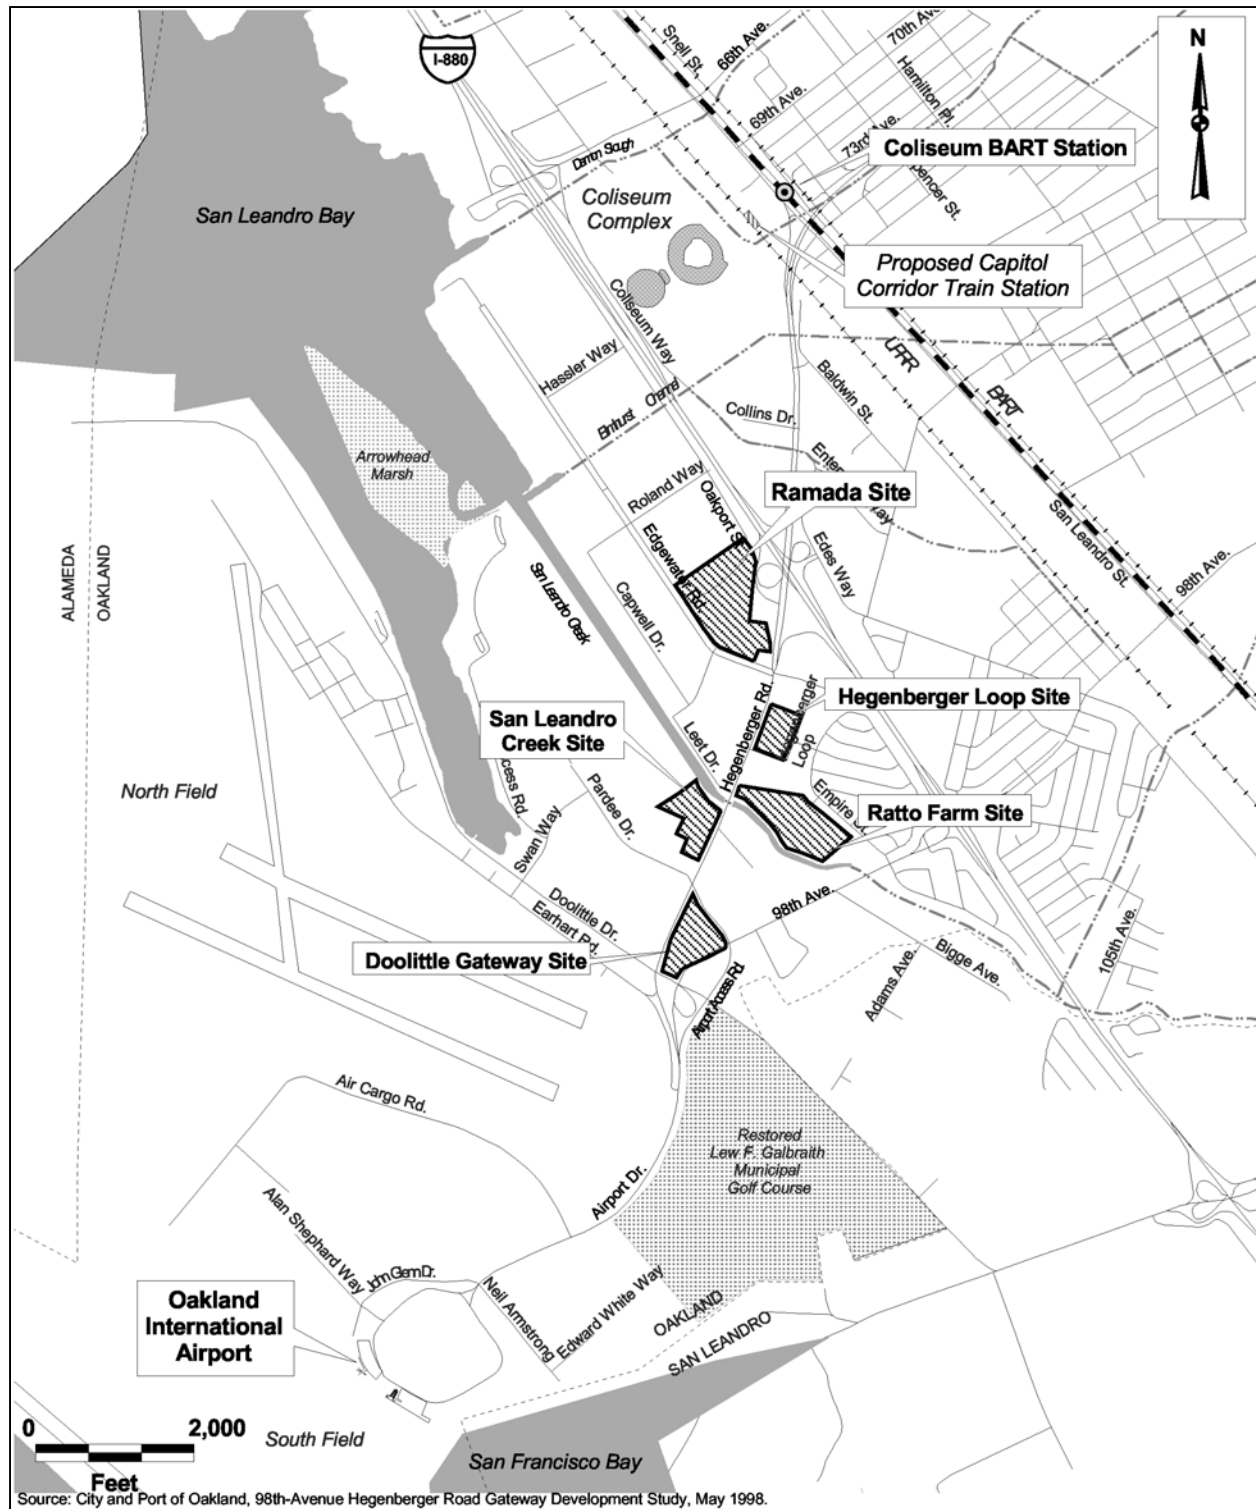 I-880
N
Snell St.
66th Ave.
70th Av
Hamilton Pl.
69th Ave.
73rd Ave.
Coliseum BART Station
Damon Slough
Coliseum
Complex
pencer St.
San Leandro Bay
Proposed Capitol
Corridor Train Station
Coliseum Way
Hassler Way
UPRR
BART
Baldwin St.
Elmhurst Channel
Collins Dr.
Arrowhead
Marsh
Roland Way
Oakport S
Ramada Site
San Leandro St.
98th Ave.
ALAMEDA
OAKLAND
San Leandro Creek
Edgewater Rd.
Capwell Dr.
Edes Way
Hegenberger Loop Site
San Leandro
Creek Site
Leet Dr.
Hegenberger Rd.
Loop
North Field
ccess Rd.
Pardee Dr.
Swan Way
Empire
Ratto Farm Site
Doolittle Dr.
Earhart Rd.
98th Ave.
Doolittle Gateway Site
Airport Access Rd
Adams Ave.
Bigge Ave.
105th Ave.
Air Cargo Rd.
Restored
Lew F. Galbraith
Municipal
Golf Course
Airport Dr.
Alan Shephard Way
John Glenn Dr.
Neil Armstrong
Edward White Way
OAKLAND
SAN LEANDRO
Oakland
International
Airport
0 2,000
Feet
South Field
San Francisco Bay
Source: City and Port of Oakland, 98th-Avenue Hegenberger Road Gateway Development Study, May 1998.